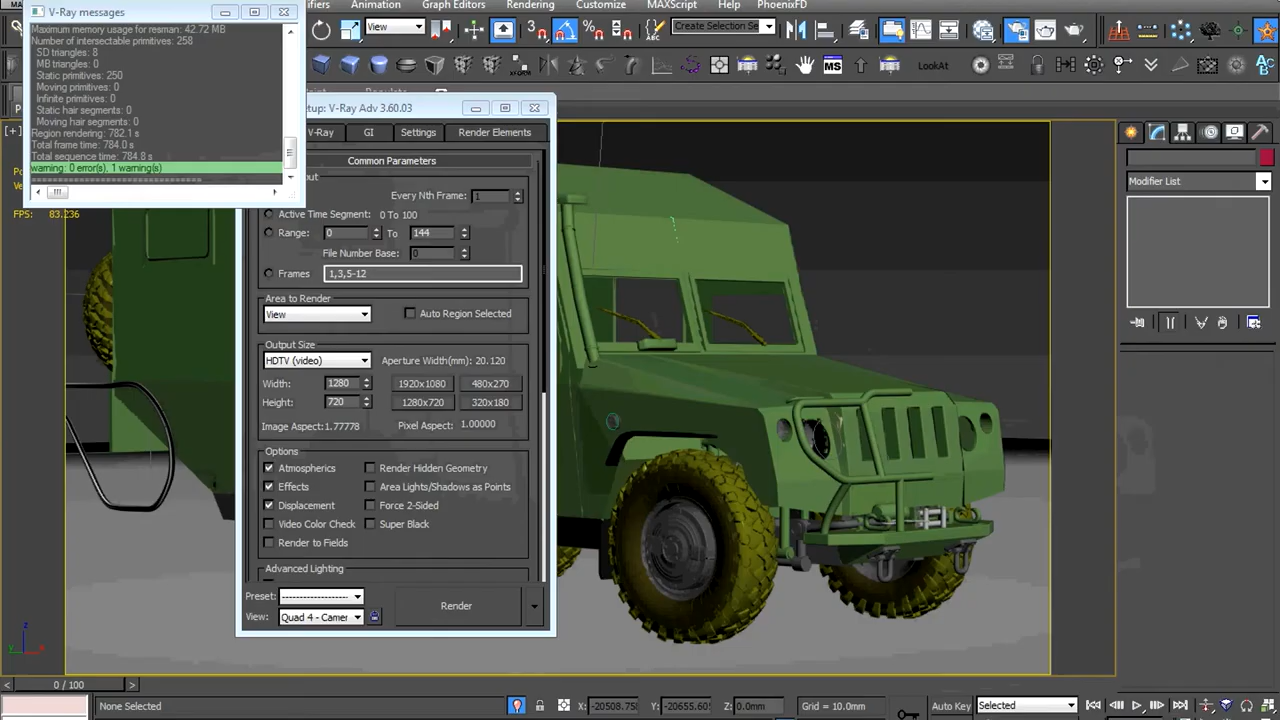 V-Ray messages
Maximum memory usage for resman: 42.72 MB
Number of intersectable primitives: 258
SD triangles: 8
MB triangles: 0
Static primitives: 250
Moving primitives: 0
Infinite primitives: 0
Static hair segments: 0
Moving hair segments: 0
Region rendering: 782.1 s
Total frame time: 784.0 s
Total sequence time: 784.8 s
warning: 0 error(s), 1 warning(s)
==============================
Animation Graph Editors Rendering Customize MAXScript Help PhoenixFD
View
Create Selection Se
MS
LookAt
[+]
FPS: 83.236
V-Ray Adv 3.60.03
V-Ray GI Settings Render Elements
Common Parameters
Every Nth Frame: 1
Active Time Segment: 0 To 100
Range: 0 To 144
File Number Base: 0
Frames 1,3,5-12
Area to Render
View Auto Region Selected
Output Size
HDTV (video) Aperture Width(mm): 20.120
Width: 1280 1920x1080 480x270
Height: 720 1280x720 320x180
Image Aspect: 1.77778 Pixel Aspect: 1.00000
Options
Atmospherics Render Hidden Geometry
Effects Area Lights/Shadows as Points
Displacement Force 2-Sided
Video Color Check Super Black
Render to Fields
Advanced Lighting
Preset: -------------------
View: Quad 4 - Camer
Render
Modifier List
z
y x
< 0 / 100 >
None Selected
X: -20508.75
Y: -20655.60
Z: 0.0mm
Grid = 10.0mm
Auto Key Selected